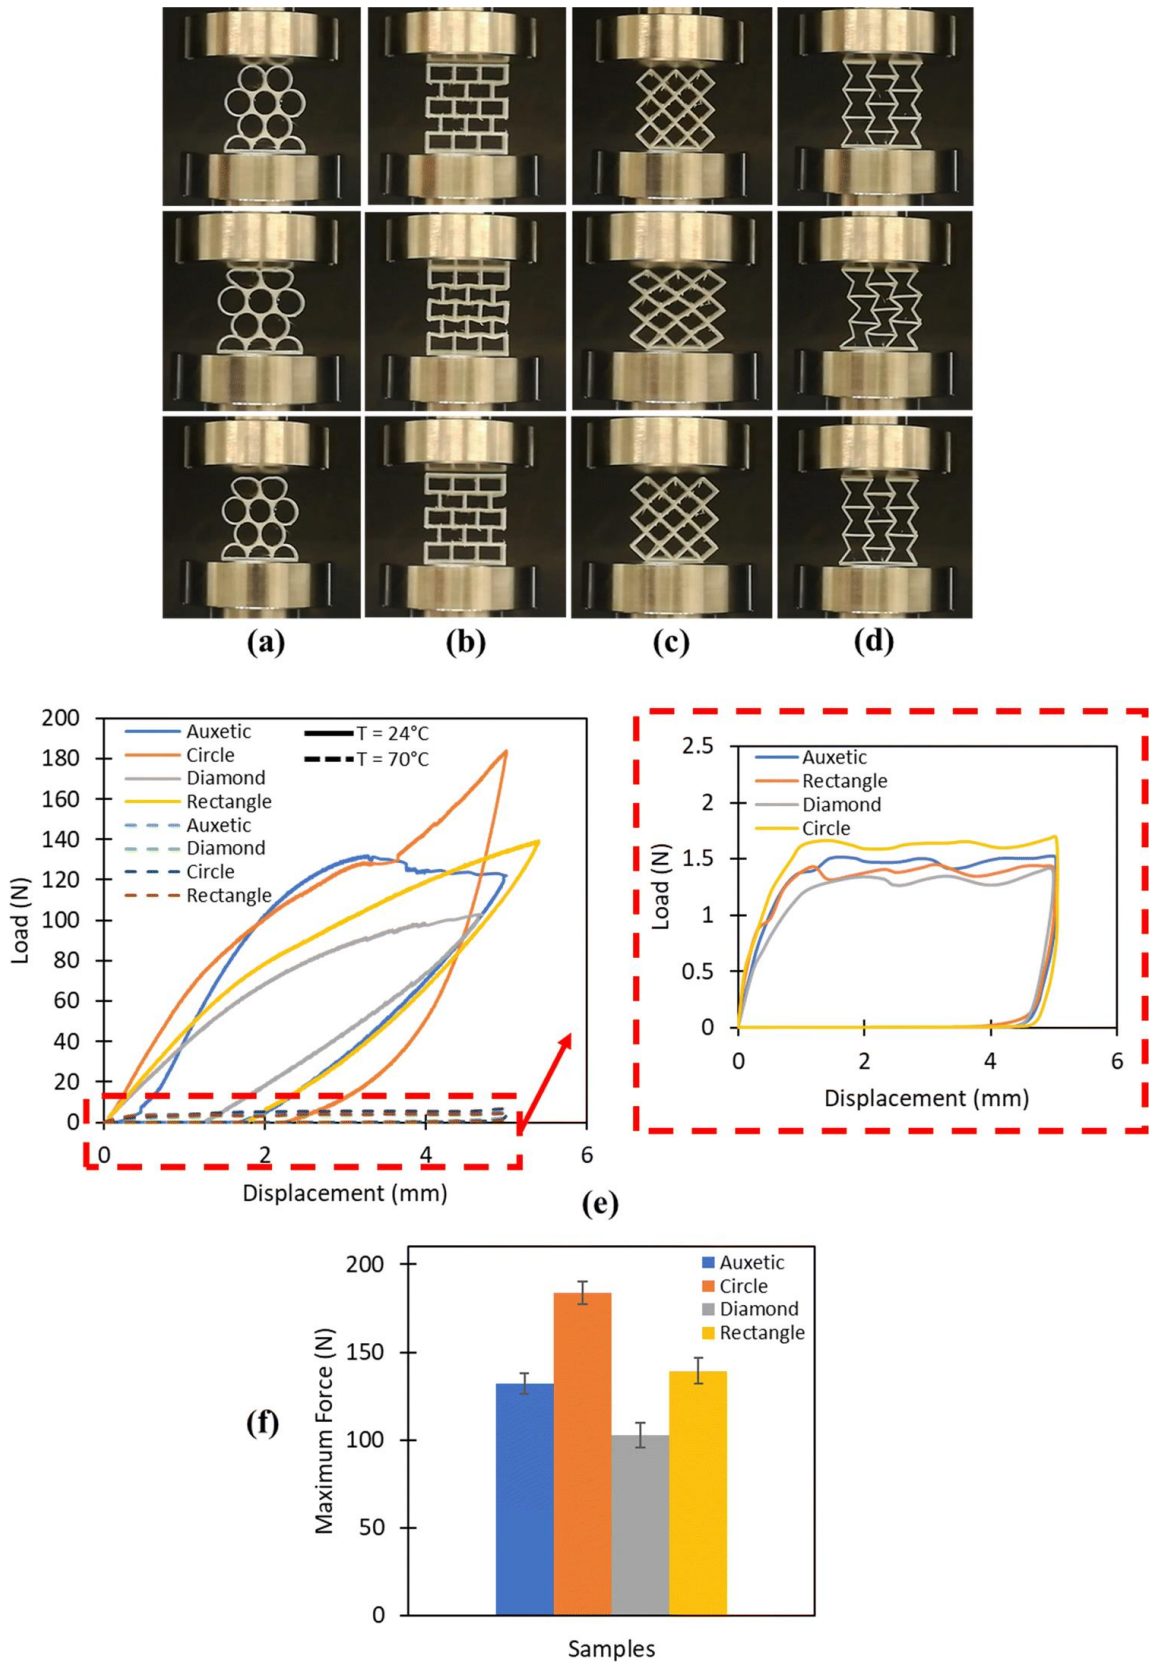 (a) (b) (c) (d)
200
180
160
140
120
100
80
60
40
20
0
0 2 4 6
Load (N)
Displacement (mm)
Auxetic
Circle
Diamond
Rectangle
Auxetic
Diamond
Circle
Rectangle
T = 24°C
T = 70°C
2.5
2
1.5
1
0.5
0
0 2 4 6
Load (N)
Displacement (mm)
Auxetic
Rectangle
Diamond
Circle
(e)
200
150
100
50
0
Maximum Force (N)
Samples
Auxetic
Circle
Diamond
Rectangle
(f)